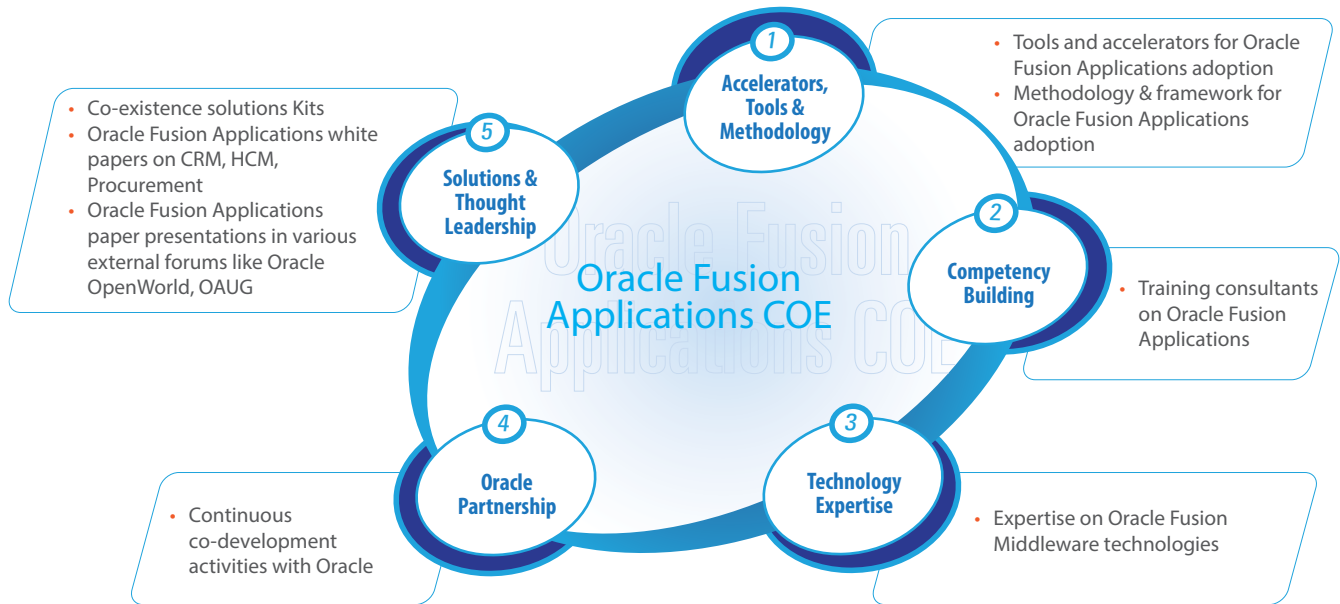 1
Accelerators,
Tools &
Methodology
• Tools and accelerators for Oracle
Fusion Applications adoption
• Methodology & framework for
Oracle Fusion Applications
adoption
2
Competency
Building
• Training consultants
on Oracle Fusion
Applications
3
Technology
Expertise
• Expertise on Oracle Fusion
Middleware technologies
4
Oracle
Partnership
• Continuous
co-development
activities with Oracle
5
Solutions &
Thought
Leadership
• Co-existence solutions Kits
• Oracle Fusion Applications white
papers on CRM, HCM,
Procurement
• Oracle Fusion Applications
paper presentations in various
external forums like Oracle
OpenWorld, OAUG
Oracle Fusion
Applications COE
Oracle Fusion
Applications COE